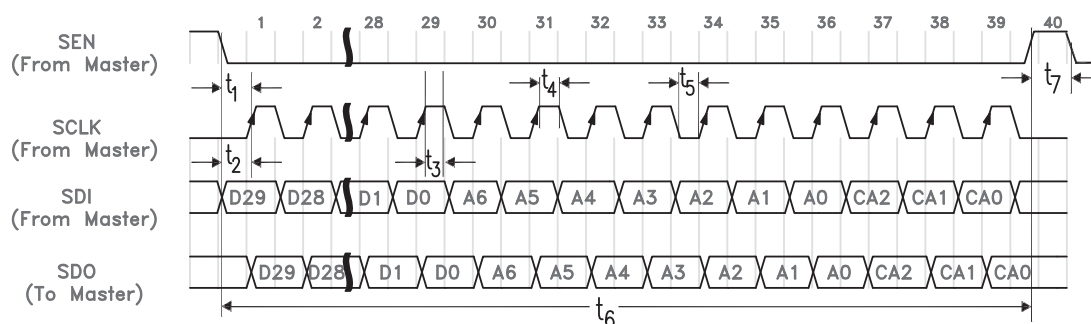 1 2 28 29 30 31 32 33 34 35 36 37 38 39 40
SEN
(From Master)
t1 t4 t5 t7
SCLK
(From Master)
t2 t3
SDI
(From Master)
D29 D28 D1 D0 A6 A5 A4 A3 A2 A1 A0 CA2 CA1 CA0
SDO
(To Master)
D29 D28 D1 D0 A6 A5 A4 A3 A2 A1 A0 CA2 CA1 CA0
t6